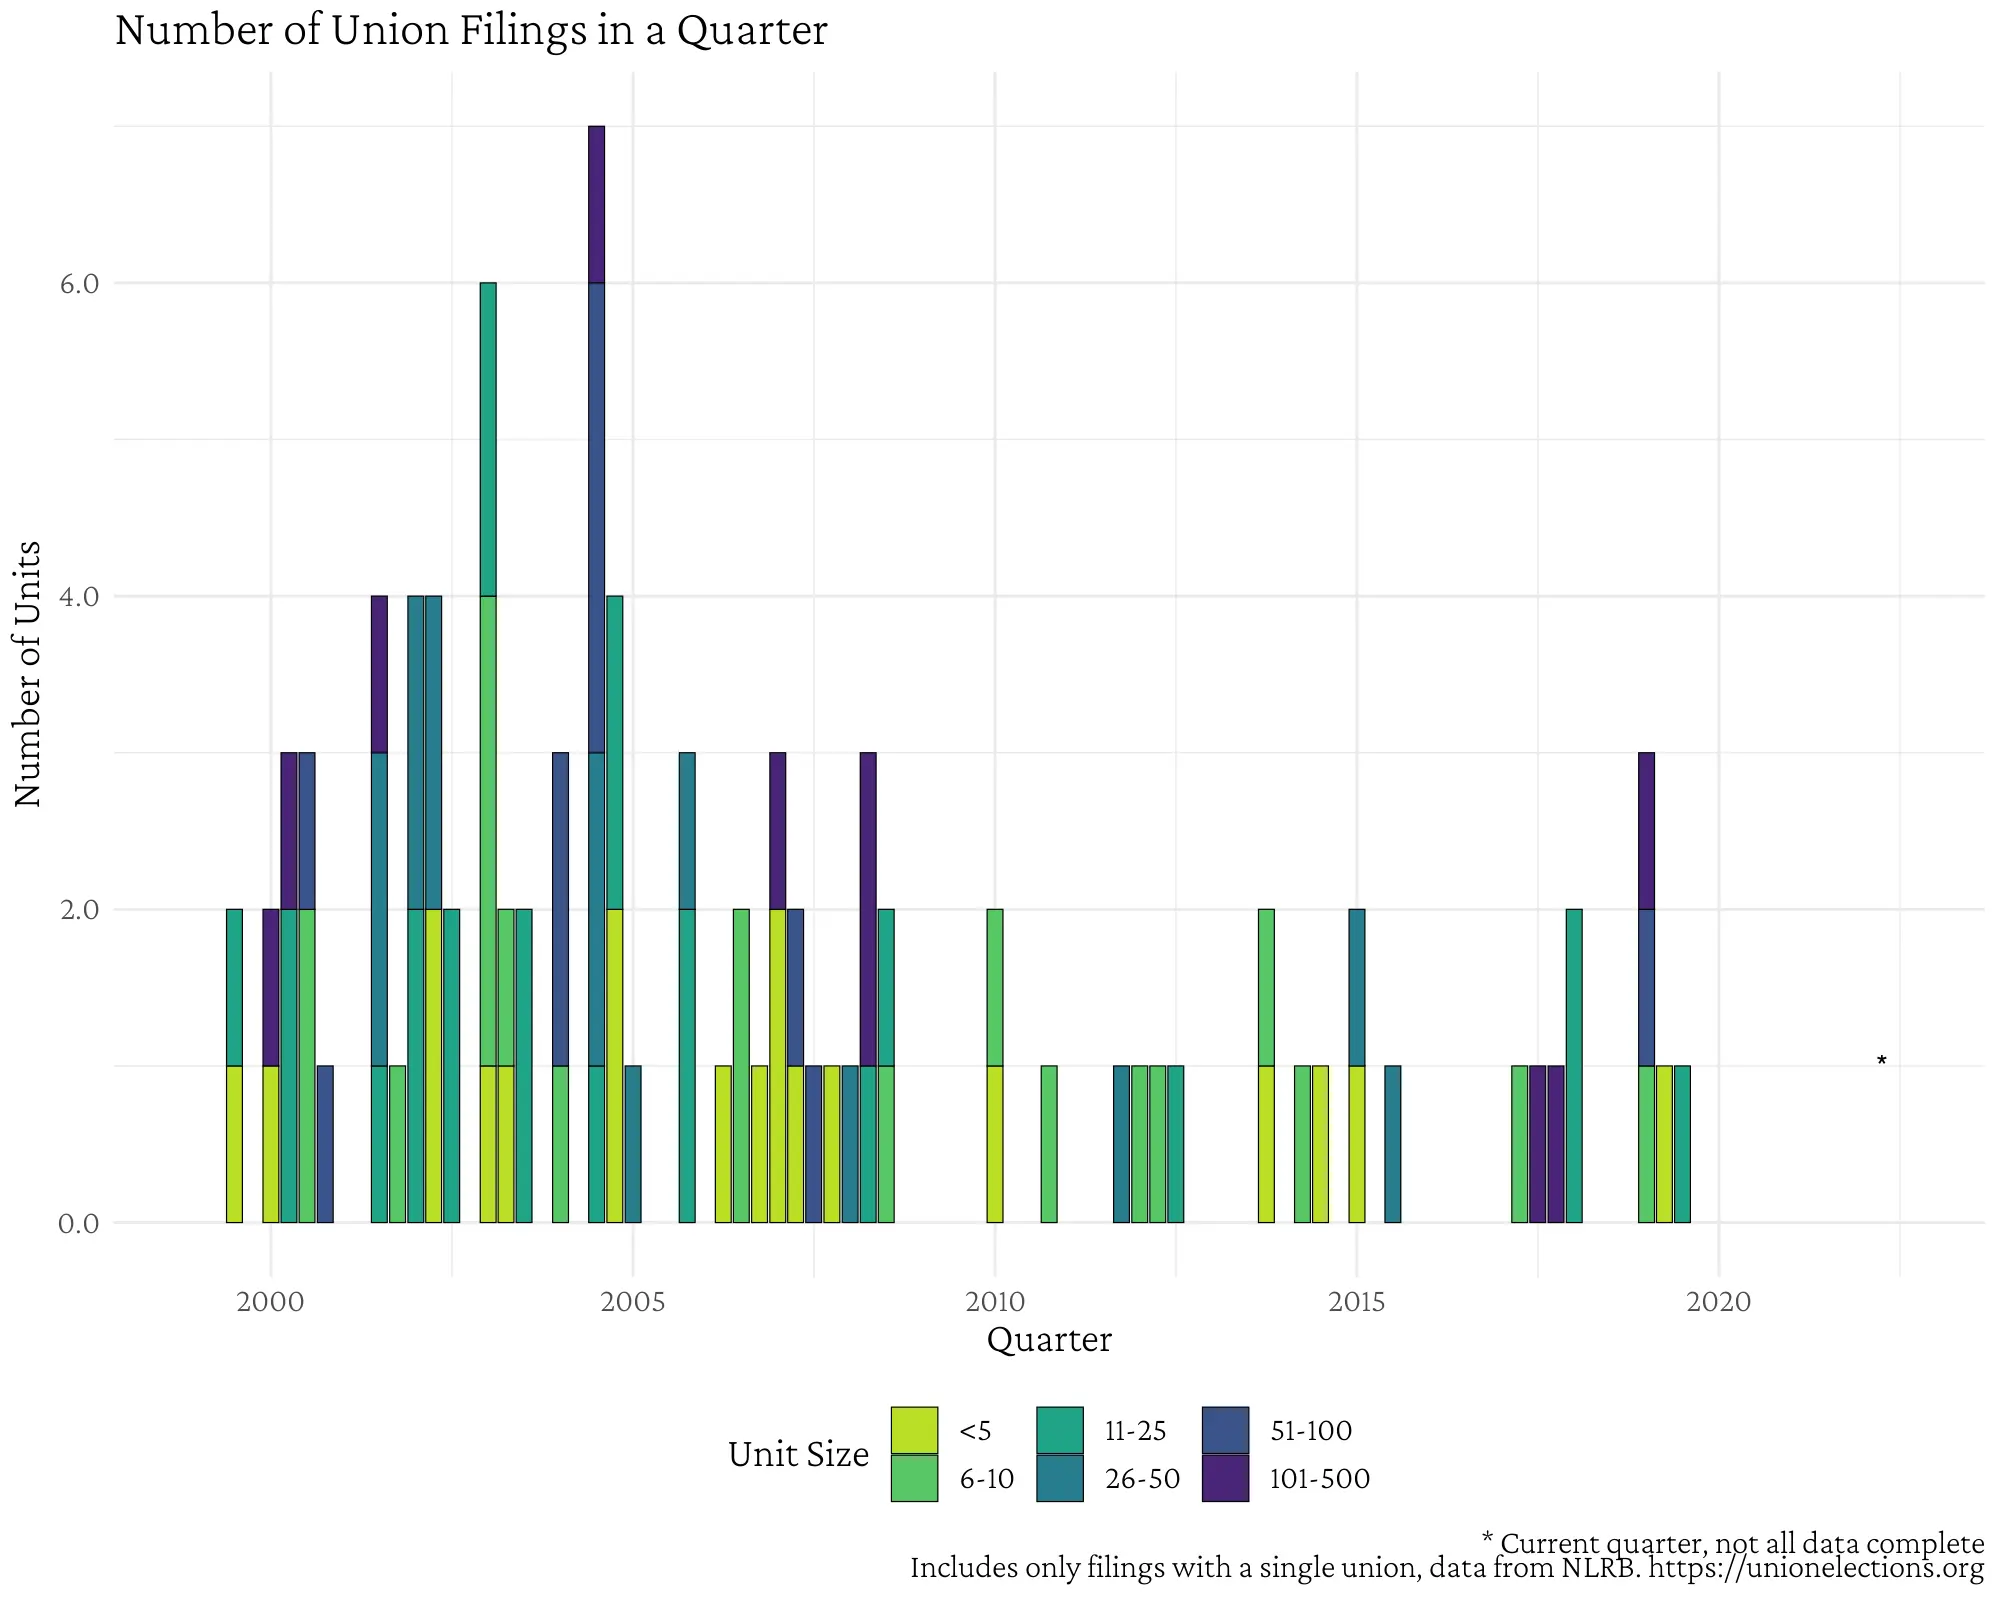 Number of Union Filings in a Quarter
Number of Units
6.0
4.0
2.0
0.0
*
2000 2005 2010 2015 2020
Quarter
Unit Size
<5 11-25 51-100
6-10 26-50 101-500
* Current quarter, not all data complete
Includes only filings with a single union, data from NLRB. https://unionelections.org